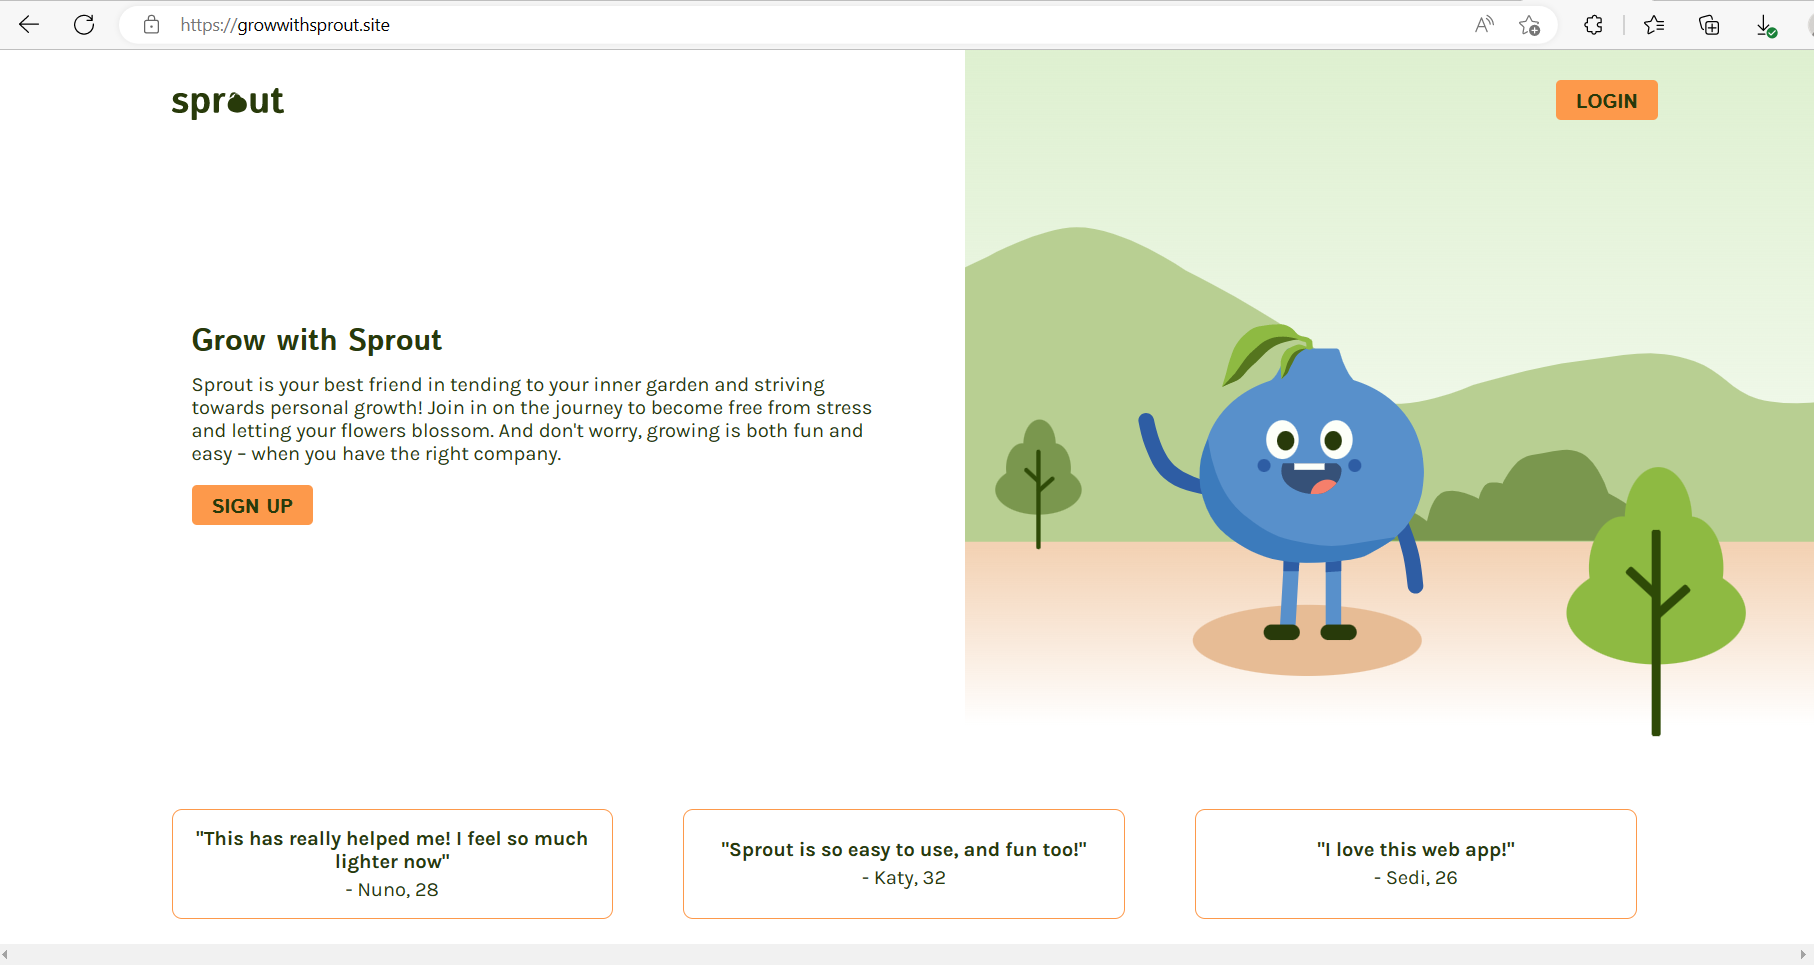 https://growwithsprout.site
sprout
LOGIN
Grow with Sprout
Sprout is your best friend in tending to your inner garden and striving
towards personal growth! Join in on the journey to become free from stress
and letting your flowers blossom. And don't worry, growing is both fun and
easy – when you have the right company.
SIGN UP
"This has really helped me! I feel so much
lighter now"
- Nuno, 28
"Sprout is so easy to use, and fun too!"
- Katy, 32
"I love this web app!"
- Sedi, 26